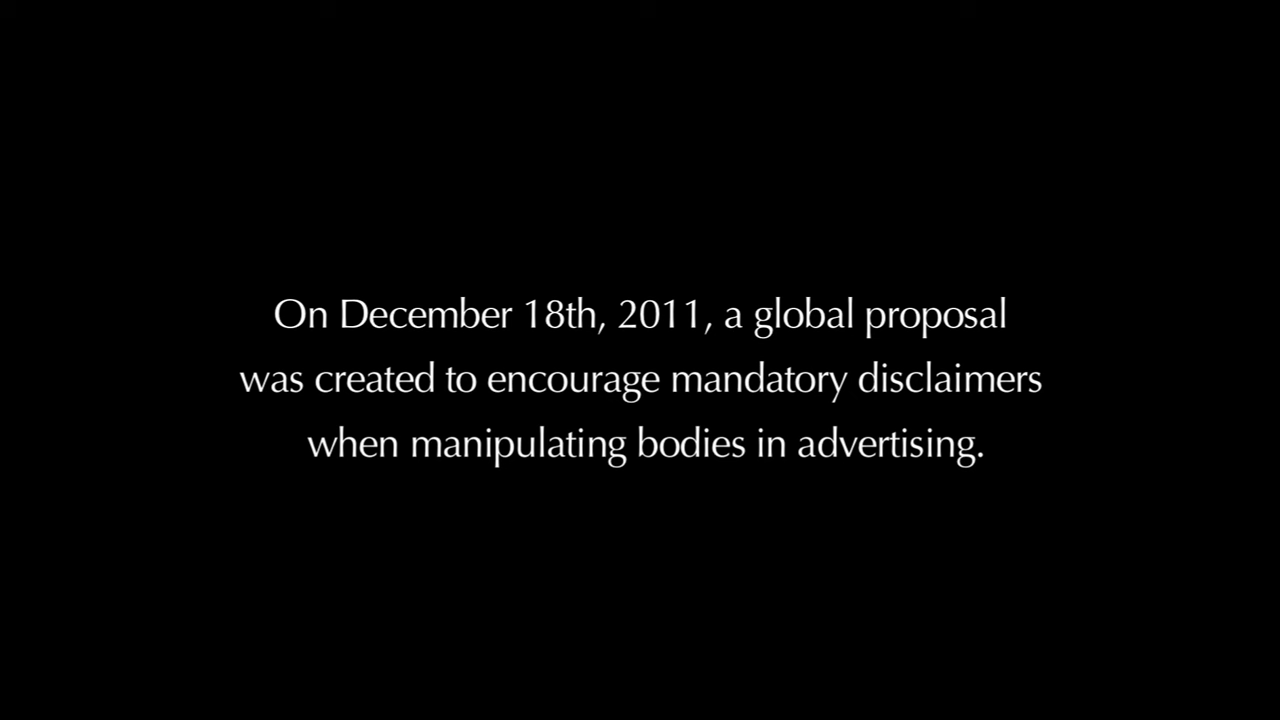 On December 18th, 2011, a global proposal
was created to encourage mandatory disclaimers
when manipulating bodies in advertising.